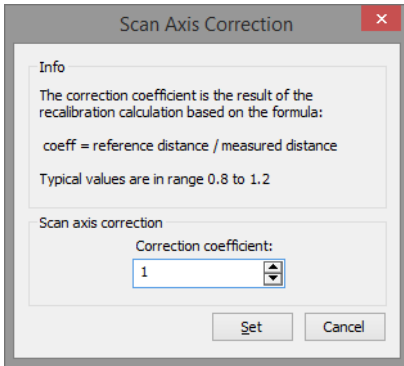 Scan Axis Correction
×
Info
The correction coefficient is the result of the
recalibration calculation based on the formula:
coeff = reference distance / measured distance
Typical values are in range 0.8 to 1.2
Scan axis correction
Correction coefficient:
1
Set Cancel